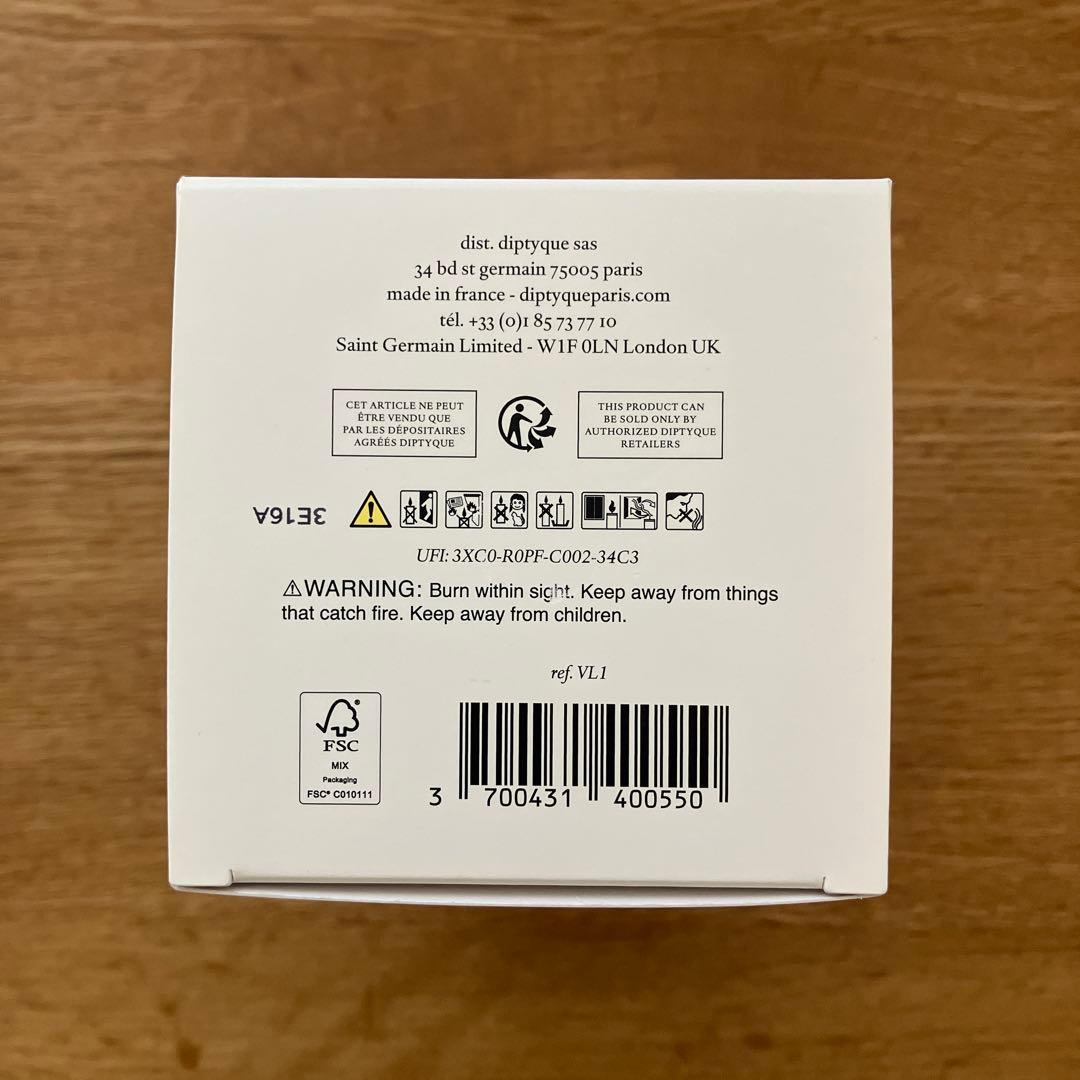 dist. diptyque sas
34 bd st germain 75005 paris
made in france - diptyqueparis.com
tél. +33 (0)1 85 73 77 10
Saint Germain Limited - W1F 0LN London UK
CET ARTICLE NE PEUT
ÊTRE VENDU QUE
PAR LES DÉPOSITAIRES
AGRÉÉS DIPTYQUE
THIS PRODUCT CAN
BE SOLD ONLY BY
AUTHORIZED DIPTYQUE
RETAILERS
3E16A
UFI: 3XC0-R0PF-C002-34C3
⚠WARNING: Burn within sight. Keep away from things
that catch fire. Keep away from children.
ref. VL1
FSC
MIX
Packaging
FSC® C010111
3 700431 400550